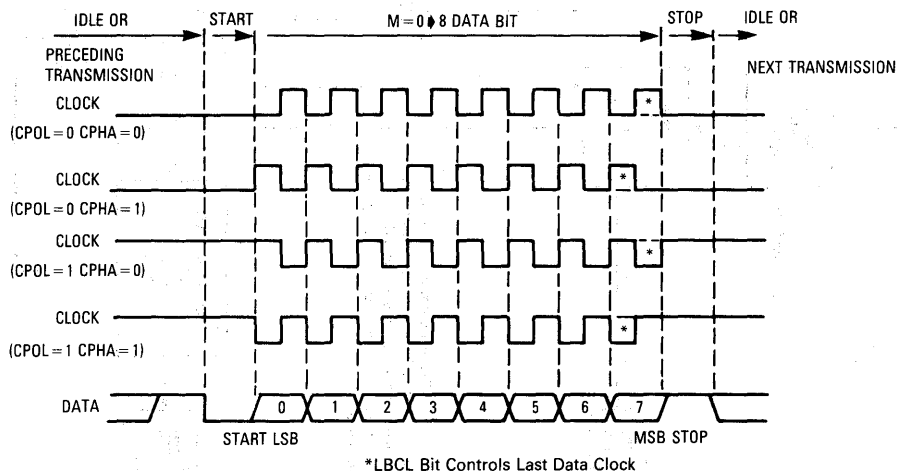 IDLE OR START M=0➧8 DATA BIT STOP IDLE OR
PRECEDING
TRANSMISSION NEXT TRANSMISSION
CLOCK
(CPOL=0 CPHA=0)
*
CLOCK
(CPOL=0 CPHA=1)
*
CLOCK
(CPOL=1 CPHA=0)
*
CLOCK
(CPOL=1 CPHA=1)
*
DATA 0 1 2 3 4 5 6 7
START LSB MSB STOP
*LBCL Bit Controls Last Data Clock